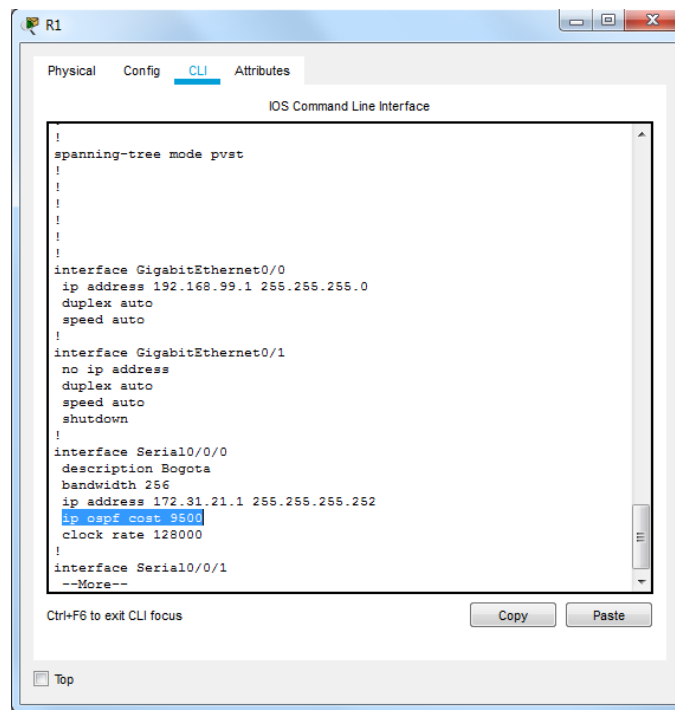 R1
Physical Config CLI Attributes
IOS Command Line Interface
!
!
spanning-tree mode pvst
!
!
!
!
!
!
interface GigabitEthernet0/0
ip address 192.168.99.1 255.255.255.0
duplex auto
speed auto
!
interface GigabitEthernet0/1
no ip address
duplex auto
speed auto
shutdown
!
interface Serial0/0/0
description Bogota
bandwidth 256
ip address 172.31.21.1 255.255.255.252
ip ospf cost 9500
clock rate 128000
!
interface Serial0/0/1
--More--
Ctrl+F6 to exit CLI focus
Copy Paste
Top